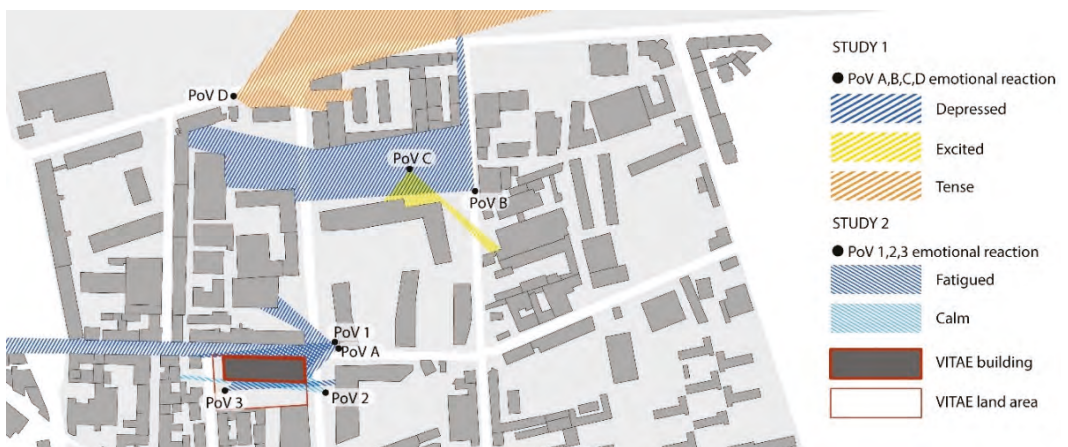 PoV D
PoV C
PoV B
PoV 1
PoV A
PoV 3
PoV 2
STUDY 1
PoV A,B,C,D emotional reaction
Depressed
Excited
Tense
STUDY 2
PoV 1,2,3 emotional reaction
Fatigued
Calm
VITAE building
VITAE land area